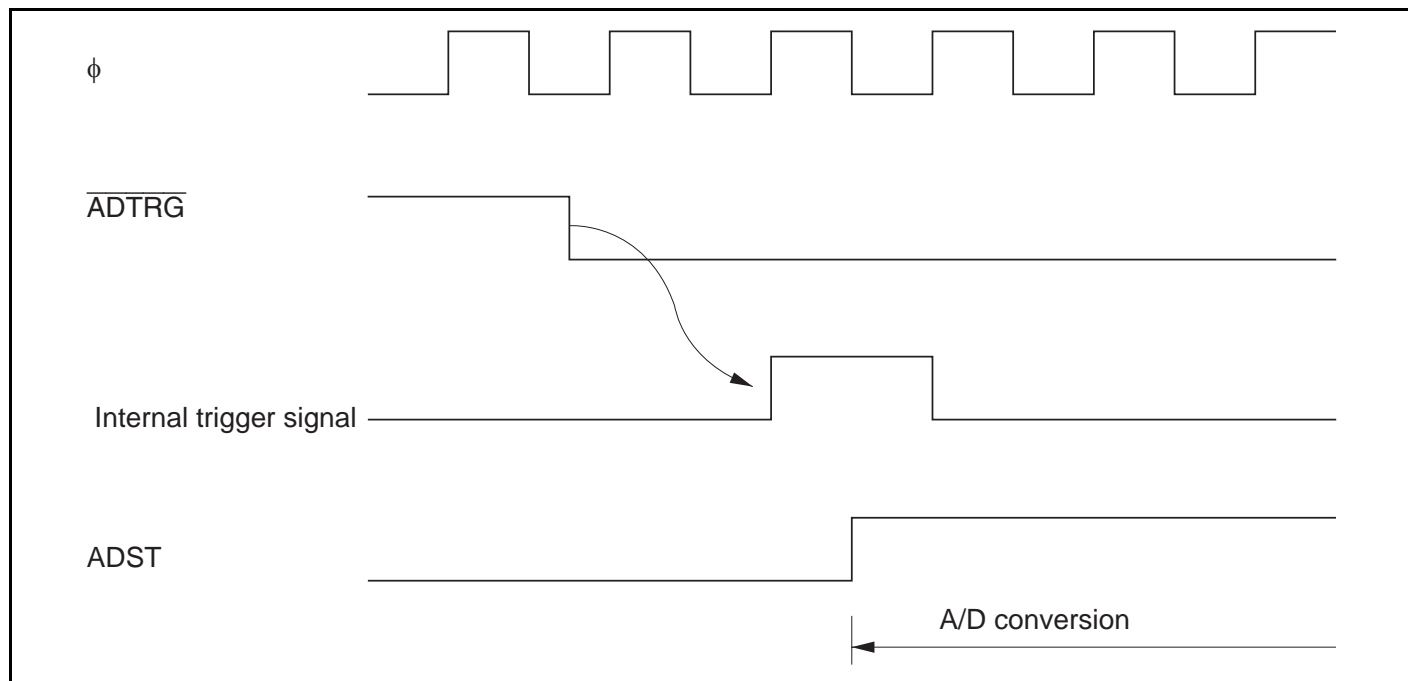 ϕ
ADTRG
Internal trigger signal
ADST
A/D conversion